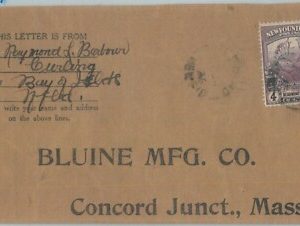 HIS LETTER IS FROM
Raymond L. Barbour
Curling
Bay of Islds
Nfld.
write your name and address
on the above lines.
NEWFOUNDLAND
4
BLUINE MFG. CO.
Concord Junct., Mass